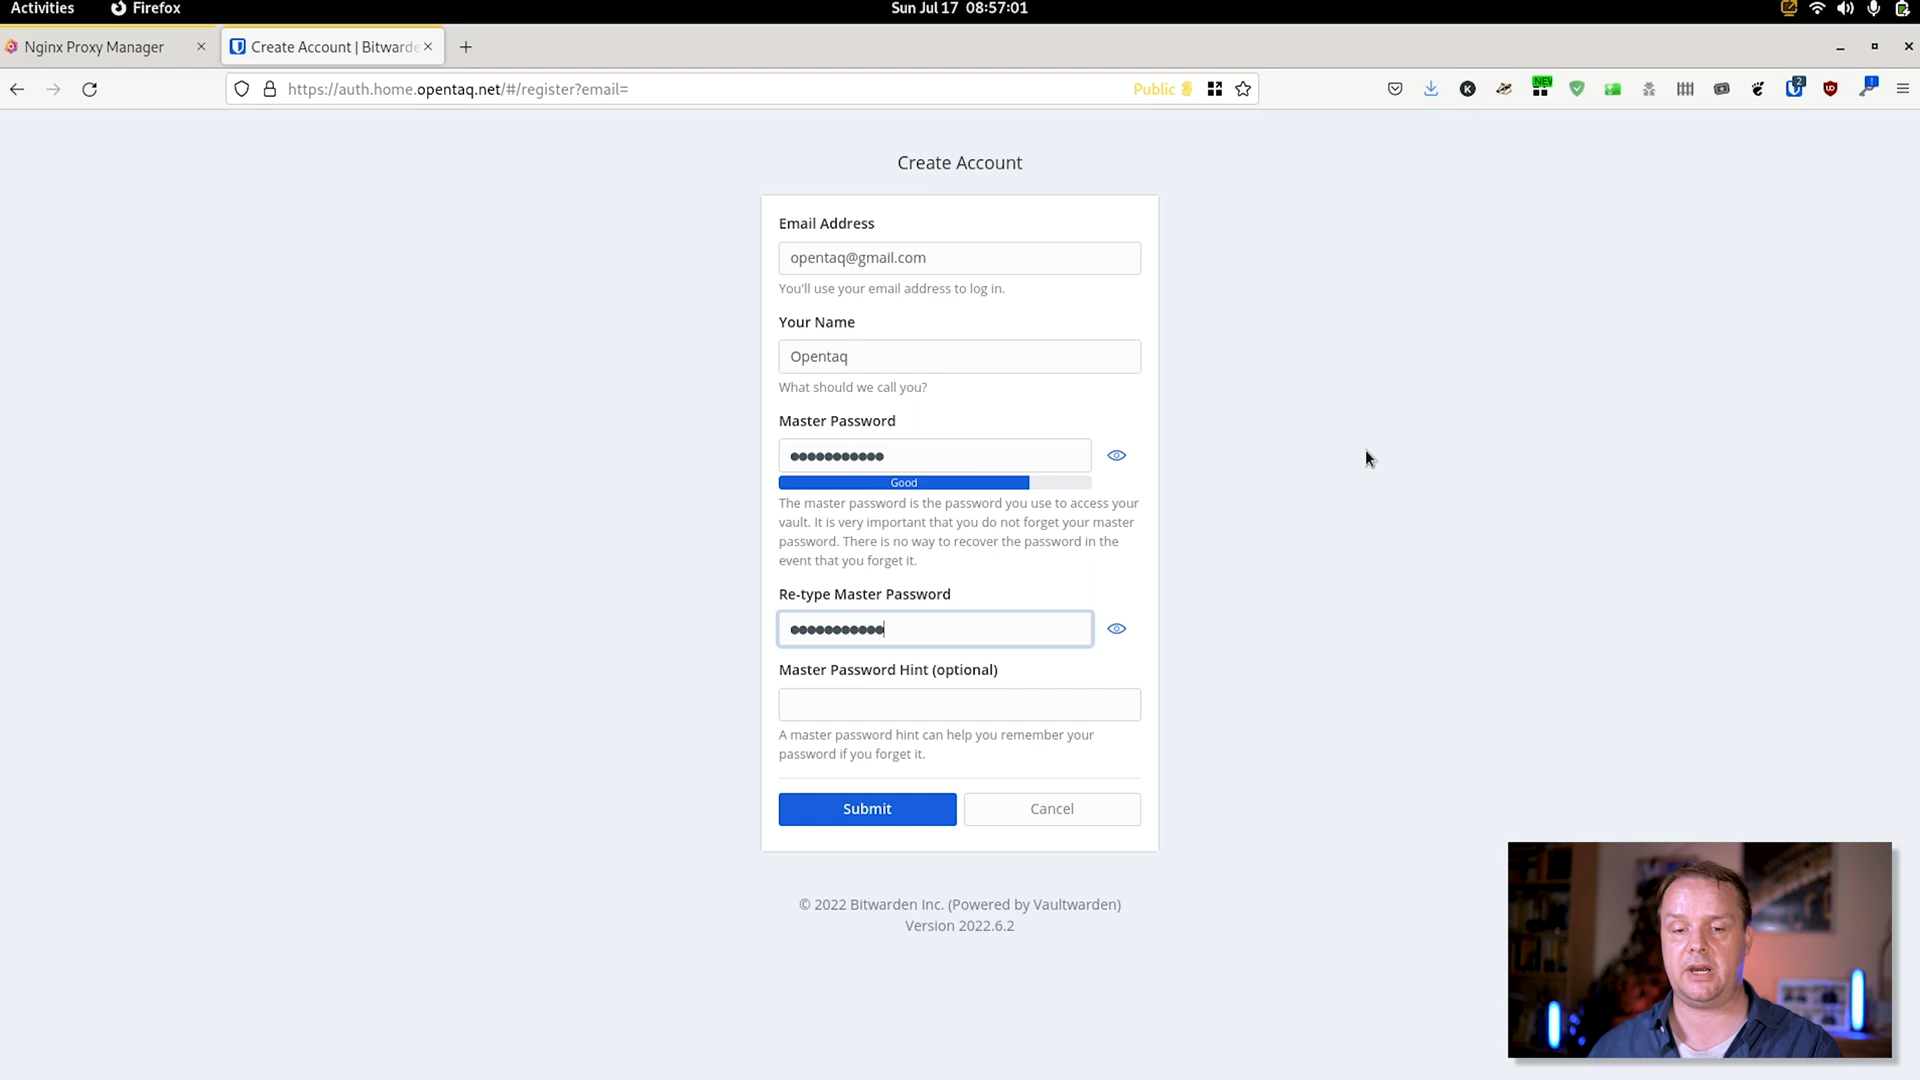 Activities
Firefox
Sun Jul 17 08:57:01
Nginx Proxy Manager
Create Account | Bitwarde
https://auth.home.opentaq.net/#/register?email=
Public
NEW
2
Create Account
Email Address
opentaq@gmail.com
You'll use your email address to log in.
Your Name
Opentaq
What should we call you?
Master Password
Good
The master password is the password you use to access your
vault. It is very important that you do not forget your master
password. There is no way to recover the password in the
event that you forget it.
Re-type Master Password
Master Password Hint (optional)
A master password hint can help you remember your
password if you forget it.
Submit
Cancel
© 2022 Bitwarden Inc. (Powered by Vaultwarden)
Version 2022.6.2